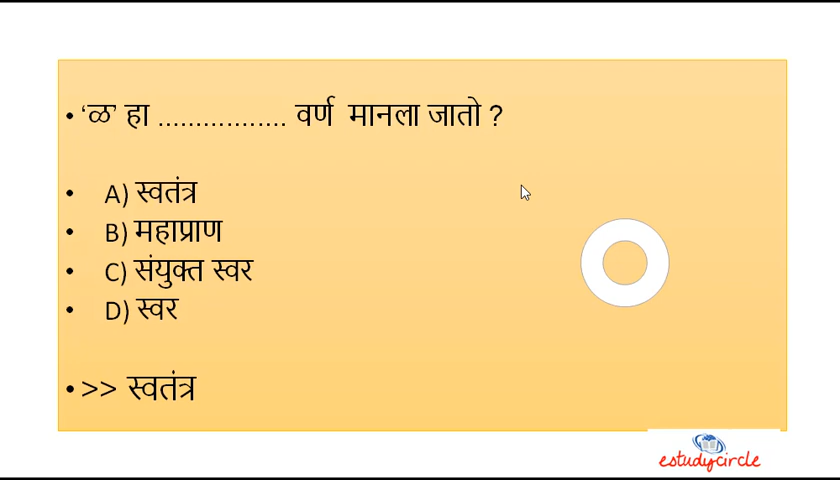 • ‘ळ’ हा ................. वर्ण मानला जातो ?
• A) स्वतंत्र
• B) महाप्राण
• C) संयुक्त स्वर
• D) स्वर
• >> स्वतंत्र
estudycircle